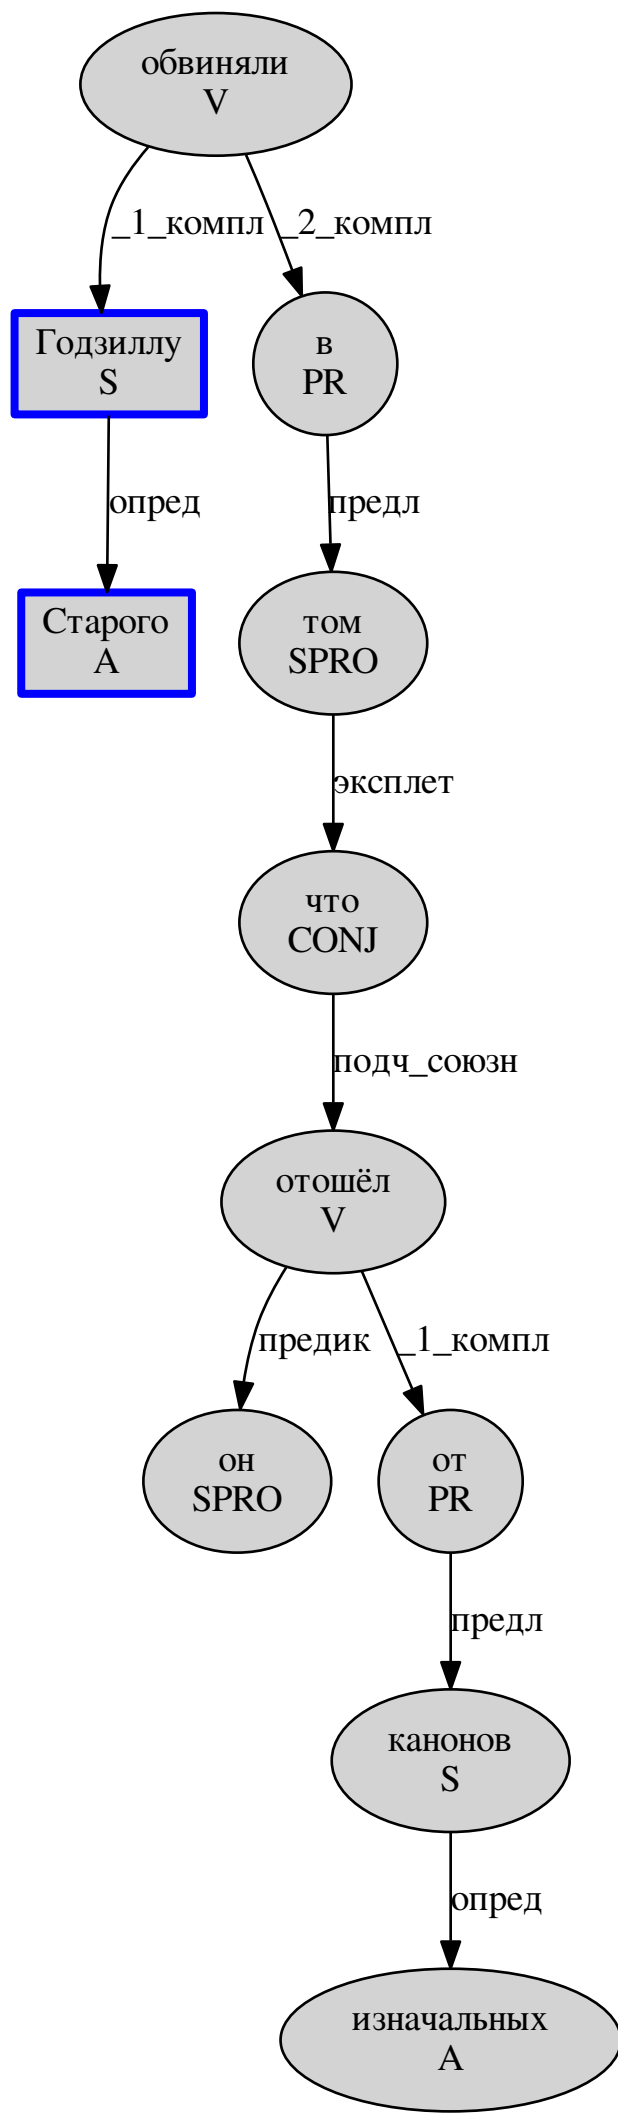 обвиняли
V
_1_компл
_2_компл
Годзиллу
S
в
PR
опред
предл
Старого
A
том
SPRO
эксплет
что
CONJ
подч_союзн
отошёл
V
предик
_1_компл
он
SPRO
от
PR
предл
канонов
S
опред
изначальных
A